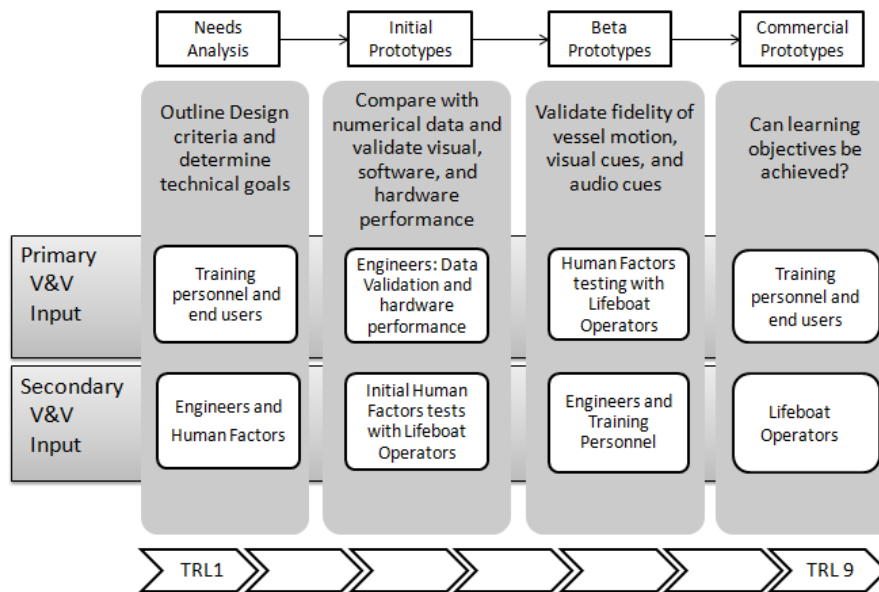 Needs
Analysis
Initial
Prototypes
Beta
Prototypes
Commercial
Prototypes
Outline Design
criteria and
determine
technical goals
Compare with
numerical data and
validate visual,
software, and
hardware
performance
Validate fidelity of
vessel motion,
visual cues, and
audio cues
Can learning
objectives be
achieved?
Primary
V&V
Input
Training
personnel and
end users
Engineers: Data
Validation and
hardware
performance
Human Factors
testing with
Lifeboat
Operators
Training
personnel and
end users
Secondary
V&V
Input
Engineers and
Human Factors
Initial Human
Factors tests
with Lifeboat
Operators
Engineers and
Training
Personnel
Lifeboat
Operators
TRL1
TRL 9